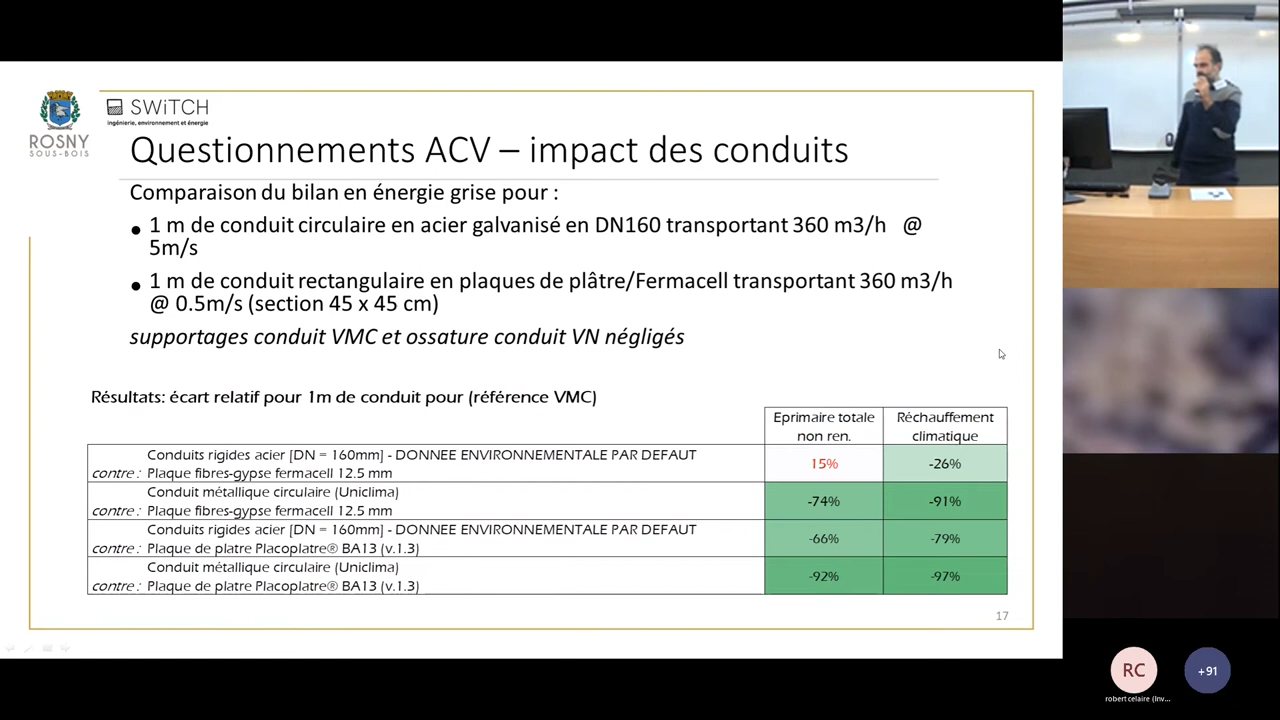 ROSNY
SOUS-BOIS
SWiTCH
ingénierie, environnement et énergie
Questionnements ACV – impact des conduits
Comparaison du bilan en énergie grise pour :
• 1 m de conduit circulaire en acier galvanisé en DN160 transportant 360 m3/h @
5m/s
• 1 m de conduit rectangulaire en plaques de plâtre/Fermacell transportant 360 m3/h
@ 0.5m/s (section 45 x 45 cm)
supportages conduit VMC et ossature conduit VN négligés
Résultats: écart relatif pour 1m de conduit pour (référence VMC)
Eprimaire totale
non ren.
Réchauffement
climatique
Conduits rigides acier [DN = 160mm] - DONNEE ENVIRONNEMENTALE PAR DEFAUT
contre : Plaque fibres-gypse fermacell 12.5 mm
15%
-26%
Conduit métallique circulaire (Uniclima)
contre : Plaque fibres-gypse fermacell 12.5 mm
-74%
-91%
Conduits rigides acier [DN = 160mm] - DONNEE ENVIRONNEMENTALE PAR DEFAUT
contre : Plaque de platre Placoplatre® BA13 (v.1.3)
-66%
-79%
Conduit métallique circulaire (Uniclima)
contre : Plaque de platre Placoplatre® BA13 (v.1.3)
-92%
-97%
17
RC
+91
robert celaire (Inv...